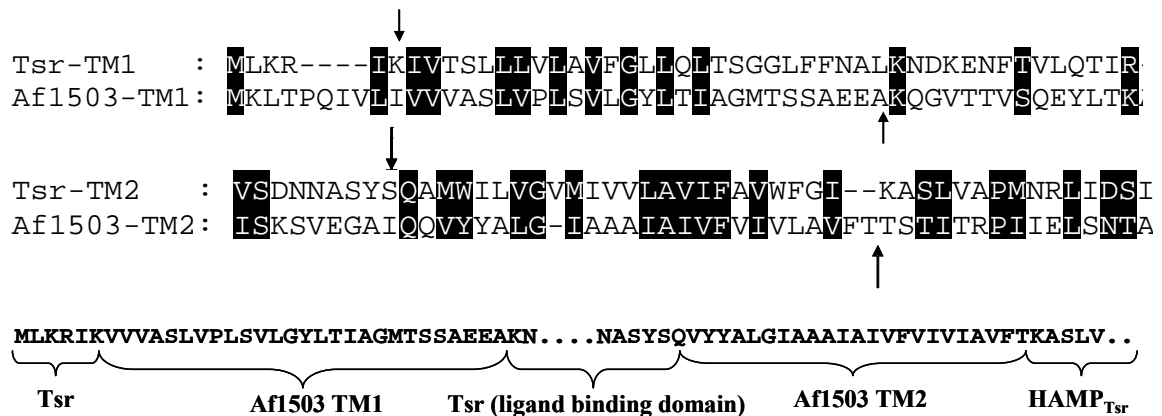 Tsr-TM1 : MLKR----IKIVTSLLLVLAVFGLLQLTSGGLFFNALKNDKENFTVLQTIR-
Af1503-TM1: MKLTPQIVLIVVVASLVPLSVLGYLTIAGMTSSAEEAKQGVTTVSQEYLTK
Tsr-TM2 : VSDNNASYSQAMWILVGVMIVVLAVIFAVWFGI--KASLVAPMNRLIDSI
Af1503-TM2: ISKSVEGAIQQVYYALG-IAAAIAIVFVIVLAVFTTSTITRPIIELSNTA
MLKRIKVVVASLVPLSVLGYLTIAGMTSSAEEAKN....NASYSQVYYALGIAAAIAIVFVIVIAVFTKASLV..
Tsr Af1503 TM1 Tsr (ligand binding domain) Af1503 TM2 HAMPTsr